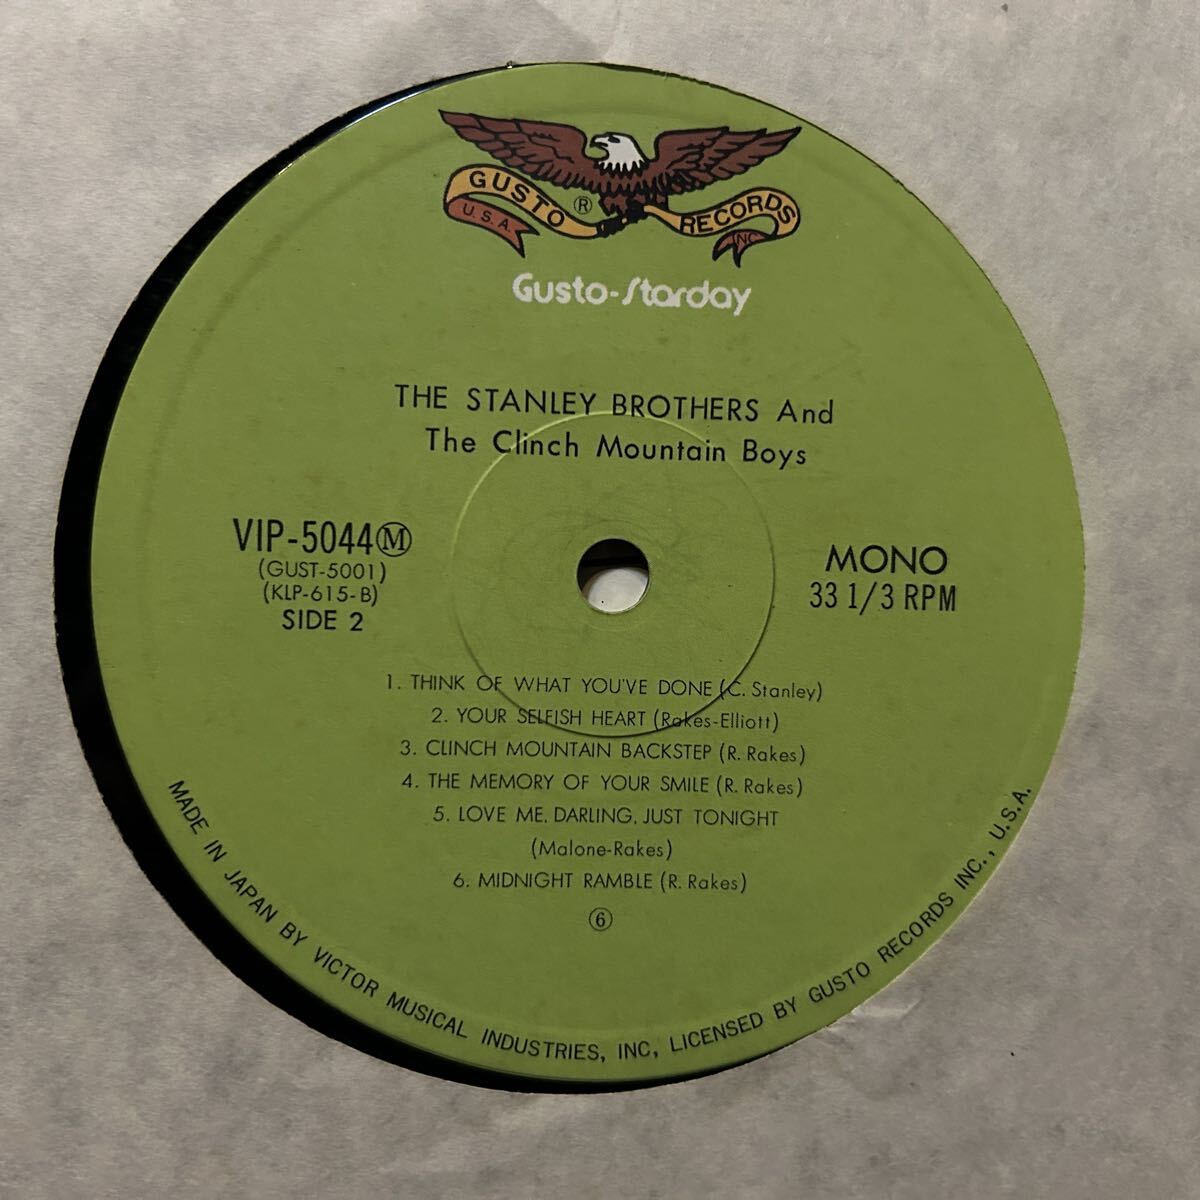 GUSTO ® RECORDS
U.S.A. INC.
Gusto-Starday
THE STANLEY BROTHERS And
The Clinch Mountain Boys
VIP-5044Ⓜ
(GUST-5001)
(KLP-615-B)
SIDE 2
MONO
33 1/3 RPM
1. THINK OF WHAT YOU'VE DONE (C. Stanley)
2. YOUR SELFISH HEART (Rakes-Elliott)
3. CLINCH MOUNTAIN BACKSTEP (R. Rakes)
4. THE MEMORY OF YOUR SMILE (R. Rakes)
5. LOVE ME, DARLING, JUST TONIGHT
(Malone-Rakes)
6. MIDNIGHT RAMBLE (R. Rakes)
⑥
MADE IN JAPAN BY VICTOR MUSICAL INDUSTRIES, INC, LICENSED BY GUSTO RECORDS INC., U.S.A.